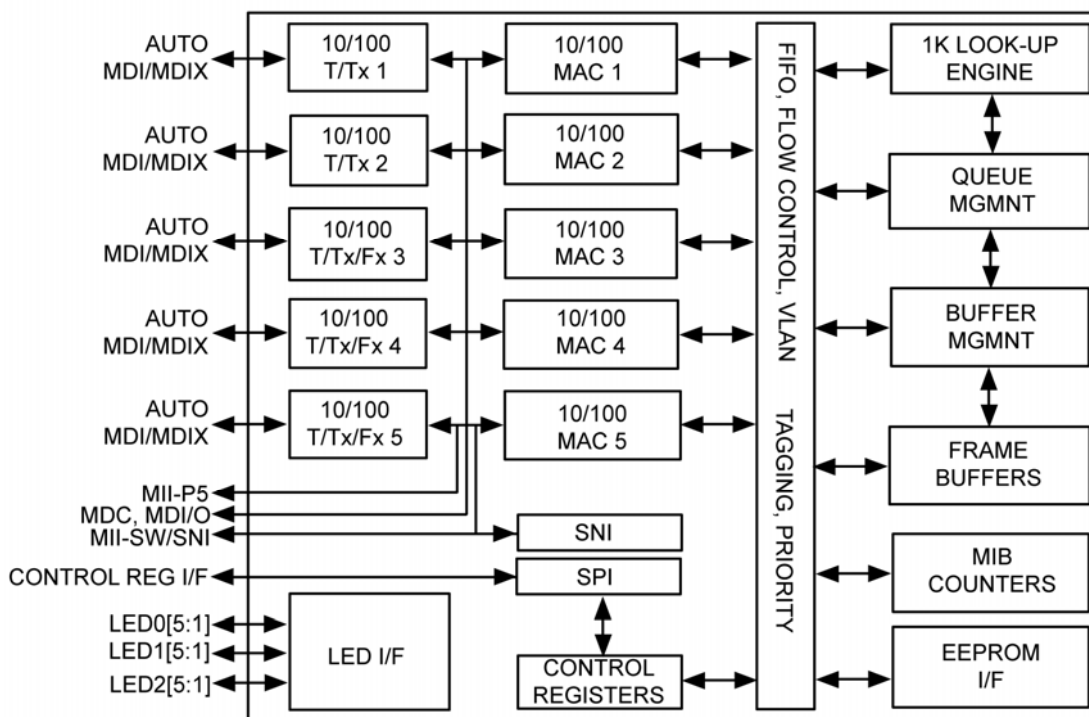 AUTO
MDI/MDIX
10/100
T/Tx 1
10/100
MAC 1
1K LOOK-UP
ENGINE
AUTO
MDI/MDIX
10/100
T/Tx 2
10/100
MAC 2
QUEUE
MGMNT
AUTO
MDI/MDIX
10/100
T/Tx/Fx 3
10/100
MAC 3
AUTO
MDI/MDIX
10/100
T/Tx/Fx 4
10/100
MAC 4
BUFFER
MGMNT
AUTO
MDI/MDIX
10/100
T/Tx/Fx 5
10/100
MAC 5
FRAME
BUFFERS
FIFO, FLOW CONTROL, VLAN TAGGING, PRIORITY
MII-P5
MDC, MDI/O
MII-SW/SNI
SNI
CONTROL REG I/F
SPI
MIB
COUNTERS
LED0[5:1]
LED1[5:1]
LED2[5:1]
LED I/F
CONTROL
REGISTERS
EEPROM
I/F